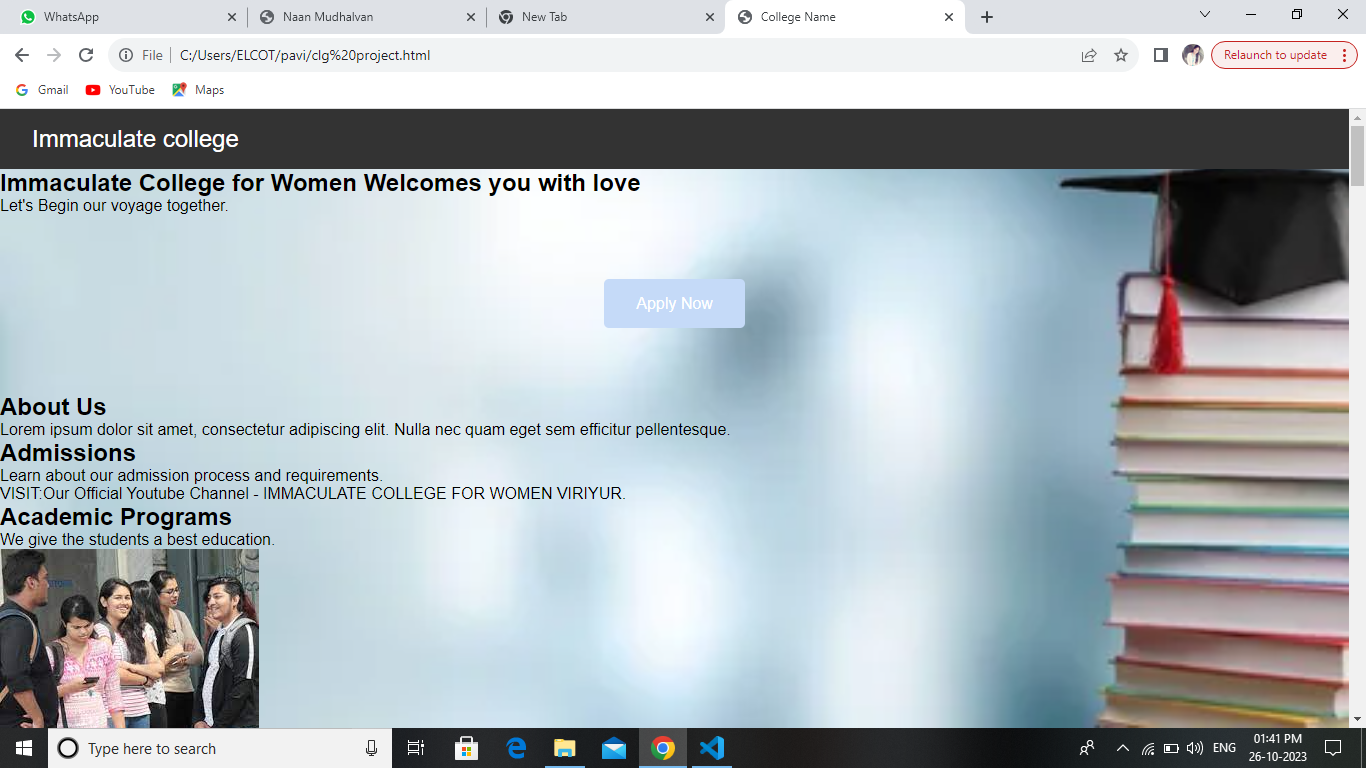 WhatsApp
Naan Mudhalvan
New Tab
College Name
File
C:/Users/ELCOT/pavi/clg%20project.html
Relaunch to update
Gmail
YouTube
Maps
Immaculate college
Immaculate College for Women Welcomes you with love
Let's Begin our voyage together.
Apply Now
About Us
Lorem ipsum dolor sit amet, consectetur adipiscing elit. Nulla nec quam eget sem efficitur pellentesque.
Admissions
Learn about our admission process and requirements.
VISIT:Our Official Youtube Channel - IMMACULATE COLLEGE FOR WOMEN VIRIYUR.
Academic Programs
We give the students a best education.
Type here to search
ENG
01:41 PM
26-10-2023